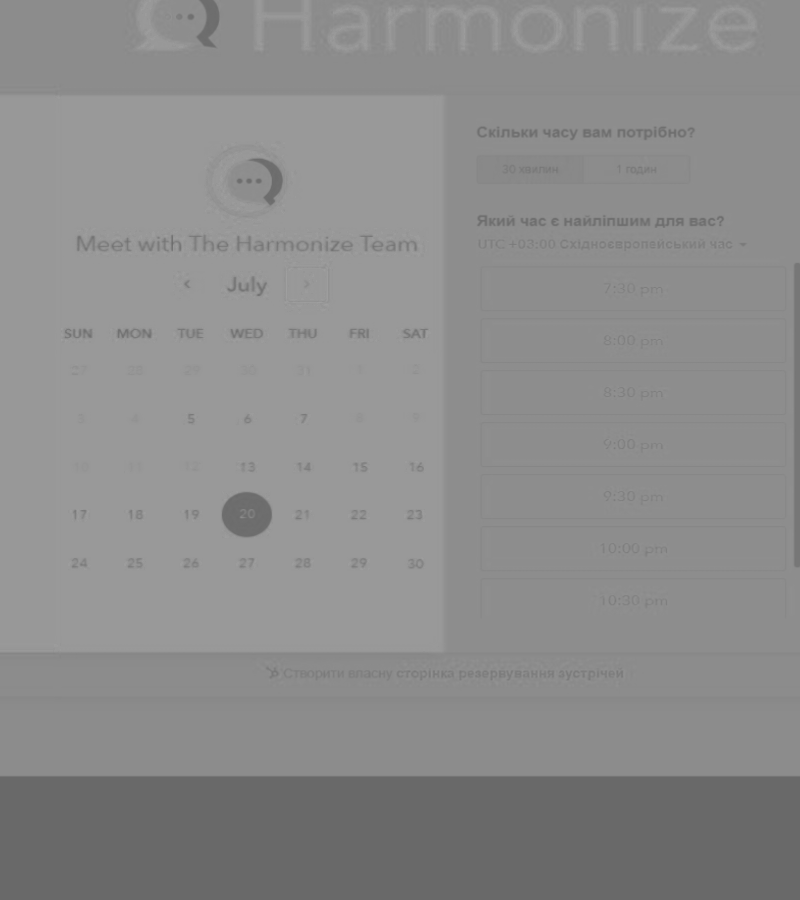 Harmonize
Meet with The Harmonize Team
July
SUN MON TUE WED THU FRI SAT
27 28 29 30 31 1 2
3 4 5 6 7 8 9
10 11 12 13 14 15 16
17 18 19 20 21 22 23
24 25 26 27 28 29 30
Скільки часу вам потрібно?
30 хвилин 1 годин
Який час є найліпшим для вас?
UTC +03:00 Східноєвропейський час
7:30 pm
8:00 pm
8:30 pm
9:00 pm
9:30 pm
10:00 pm
10:30 pm
Створити власну сторінка резервування зустрічей